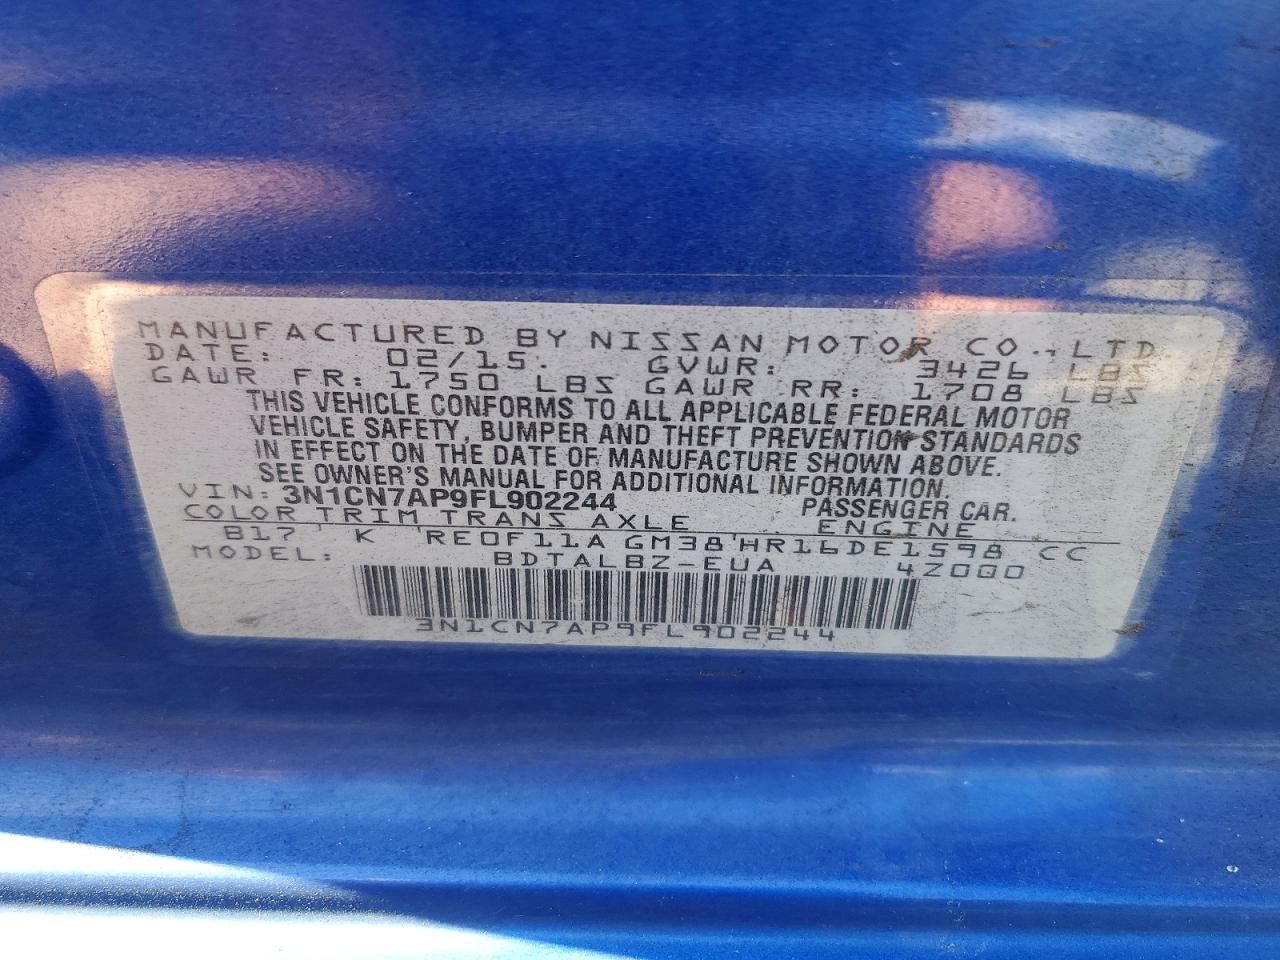 MANUFACTURED BY NISSAN MOTOR CO., LTD.
DATE: 02/15. GVWR: 3426 LBS
GAWR FR: 1750 LBS GAWR RR: 1708 LBS
THIS VEHICLE CONFORMS TO ALL APPLICABLE FEDERAL MOTOR
VEHICLE SAFETY, BUMPER AND THEFT PREVENTION STANDARDS
IN EFFECT ON THE DATE OF MANUFACTURE SHOWN ABOVE.
SEE OWNER'S MANUAL FOR ADDITIONAL INFORMATION.
VIN: 3N1CN7AP9FL902244 PASSENGER CAR.
COLOR TRIM TRANS AXLE ENGINE
B17 K RE0F11A GM38 HR16DE1598 CC
MODEL: BDTALBZ-EUA 4Z000
3N1CN7AP9FL902244